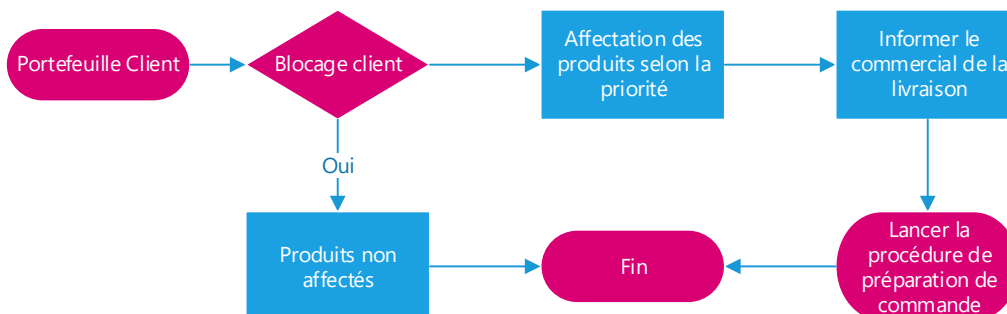 Portefeuille Client
Blocage client
Affectation des
produits selon la
priorité
Informer le
commercial de la
livraison
Oui
Produits non
affectés
Fin
Lancer la
procédure de
préparation de
commande